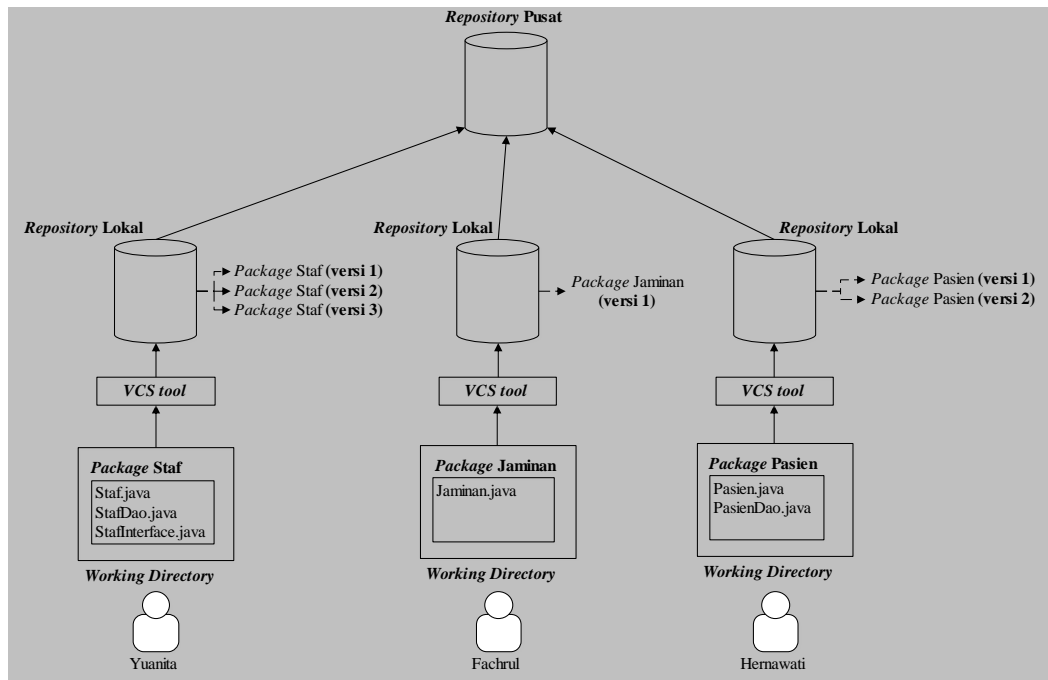 Repository Pusat
Repository Lokal
Repository Lokal
Repository Lokal
Package Staf (versi 1)
Package Staf (versi 2)
Package Staf (versi 3)
Package Jaminan
(versi 1)
Package Pasien (versi 1)
Package Pasien (versi 2)
VCS tool
VCS tool
VCS tool
Package Staf
Staf.java
StafDao.java
StafInterface.java
Working Directory
Yuanita
Package Jaminan
Jaminan.java
Working Directory
Fachrul
Package Pasien
Pasien.java
PasienDao.java
Working Directory
Hernawati